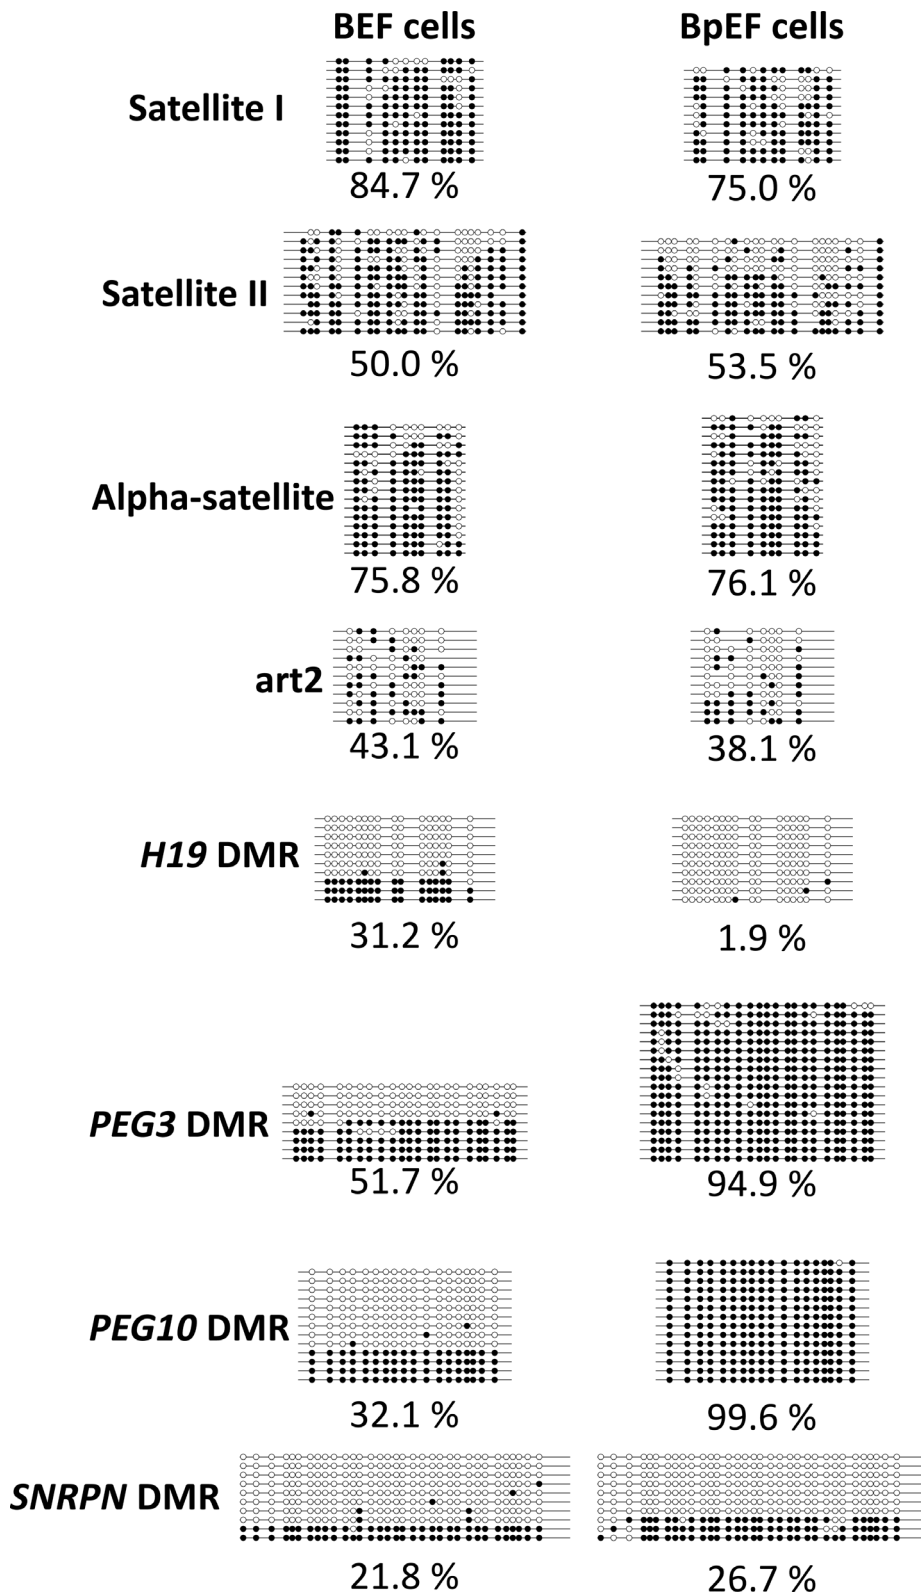 BEF cells BpEF cells
Satellite I
84.7 % 75.0 %
Satellite II
50.0 % 53.5 %
Alpha-satellite
75.8 % 76.1 %
art2
43.1 % 38.1 %
H19 DMR
31.2 % 1.9 %
PEG3 DMR
51.7 % 94.9 %
PEG10 DMR
32.1 % 99.6 %
SNRPN DMR
21.8 % 26.7 %